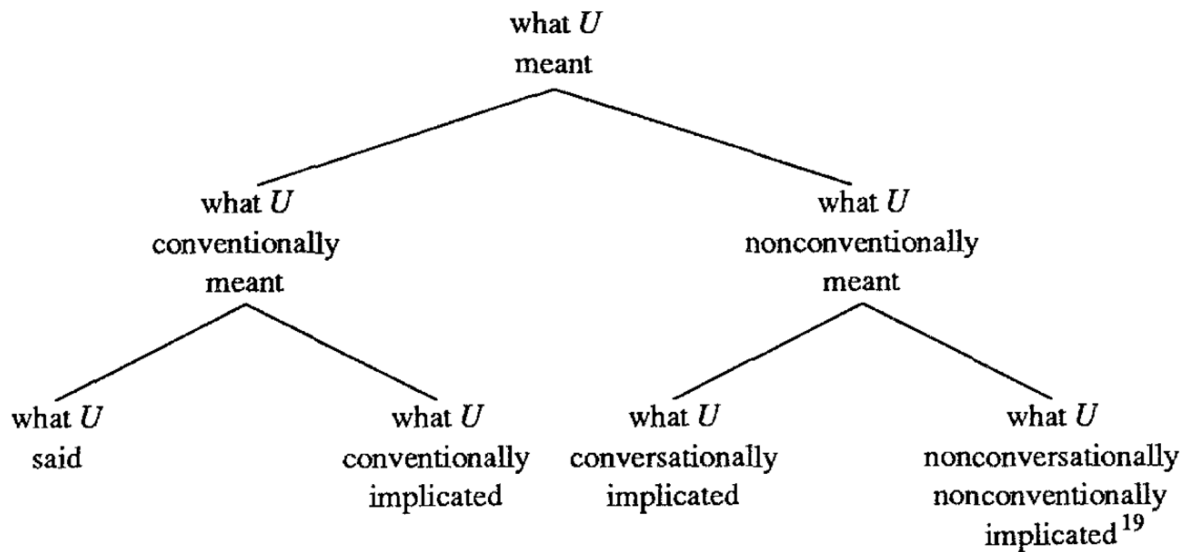 what U
meant
what U
conventionally
meant
what U
nonconventionally
meant
what U
said
what U
conventionally
implicated
what U
conversationally
implicated
what U
nonconversationally
nonconventionally
implicated19